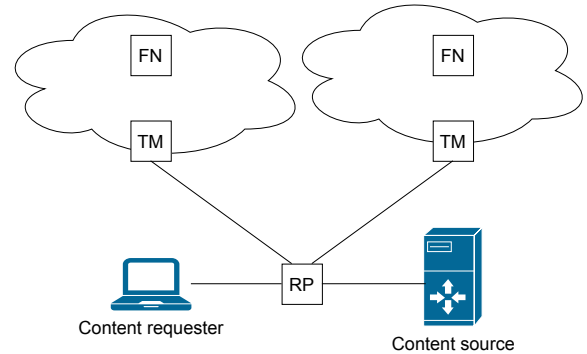 FN
FN
TM
TM
RP
Content requester
Content source